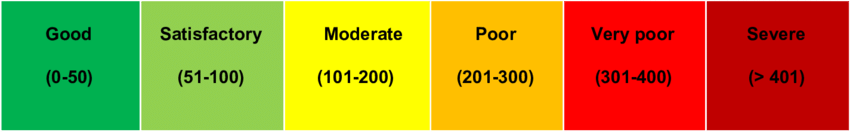 Good Satisfactory Moderate Poor Very poor Severe
(0-50) (51-100) (101-200) (201-300) (301-400) (> 401)